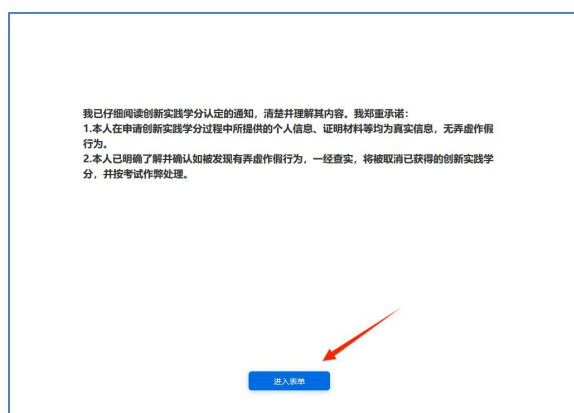 我已仔细阅读创新实践学分认定的通知，清楚并理解其内容。我郑重承诺：
1.本人在申请创新实践学分过程中所提供的个人信息、证明材料等均为真实信息，无弄虚作假
行为。
2.本人已明确了解并确认如被发现有弄虚作假行为，一经查实，将被取消已获得的创新实践学
分，并按考试作弊处理。
进入表单